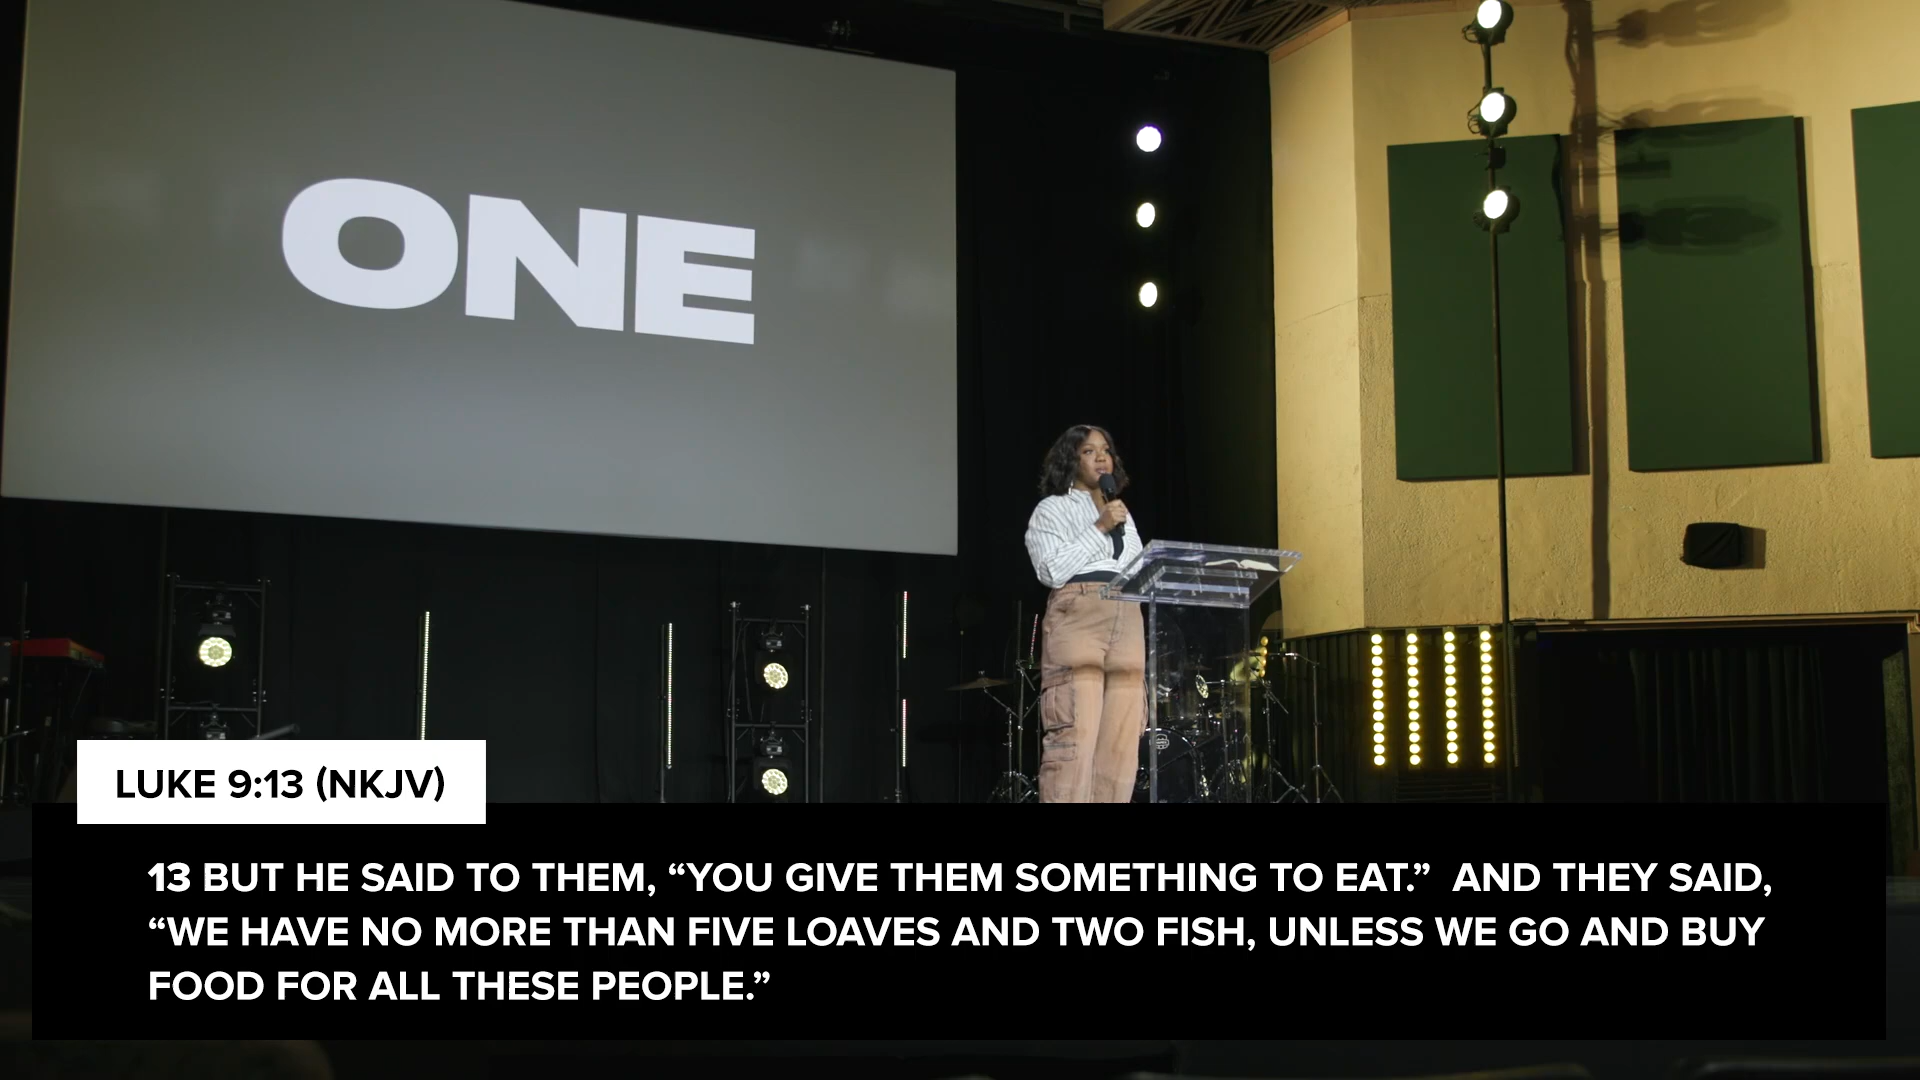 ONE
LUKE 9:13 (NKJV)
13 BUT HE SAID TO THEM, “YOU GIVE THEM SOMETHING TO EAT.”  AND THEY SAID,
“WE HAVE NO MORE THAN FIVE LOAVES AND TWO FISH, UNLESS WE GO AND BUY
FOOD FOR ALL THESE PEOPLE.”